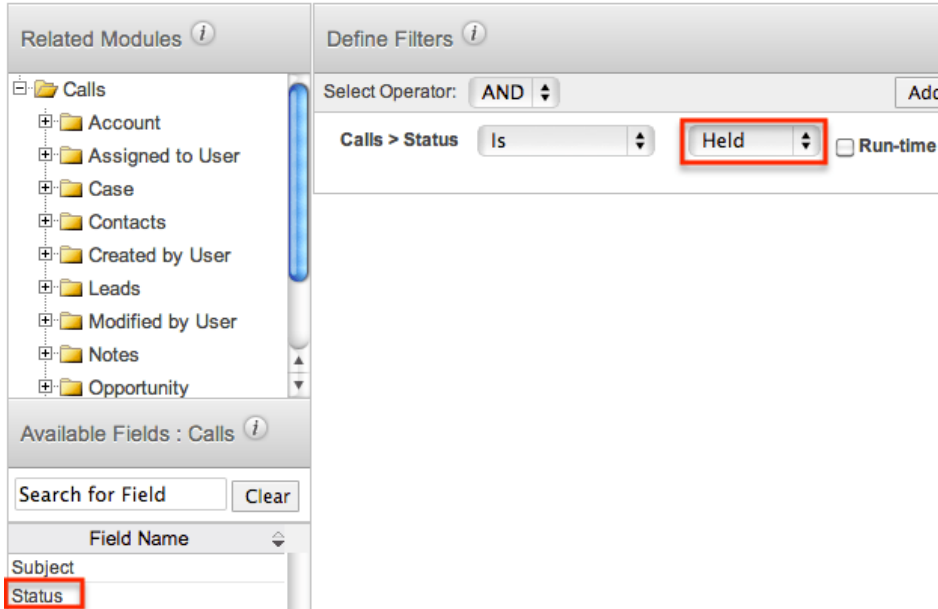 Related Modules i
Calls
Account
Assigned to User
Case
Contacts
Created by User
Leads
Modified by User
Notes
Opportunity
Available Fields : Calls i
Search for Field Clear
Field Name
Subject
Status
Define Filters i
Select Operator: AND Add
Calls > Status Is Held Run-time